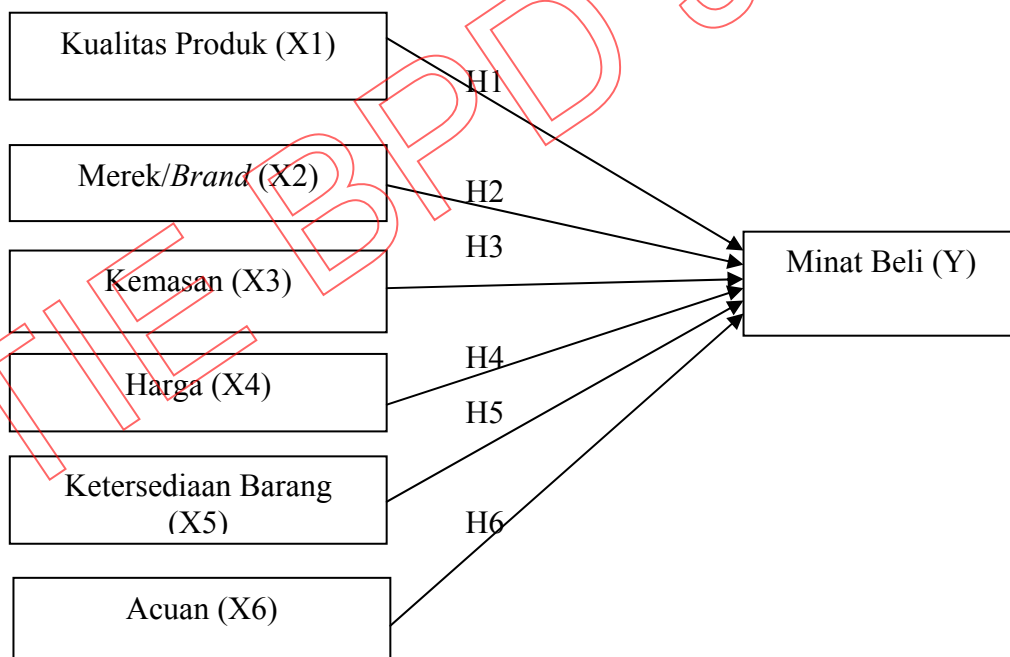 Kualitas Produk (X1)
H1
Merek/Brand (X2)
H2
H3
Kemasan (X3)
Minat Beli (Y)
Harga (X4)
H4
H5
Ketersediaan Barang
(X5)
H6
Acuan (X6)
TIE BPD S